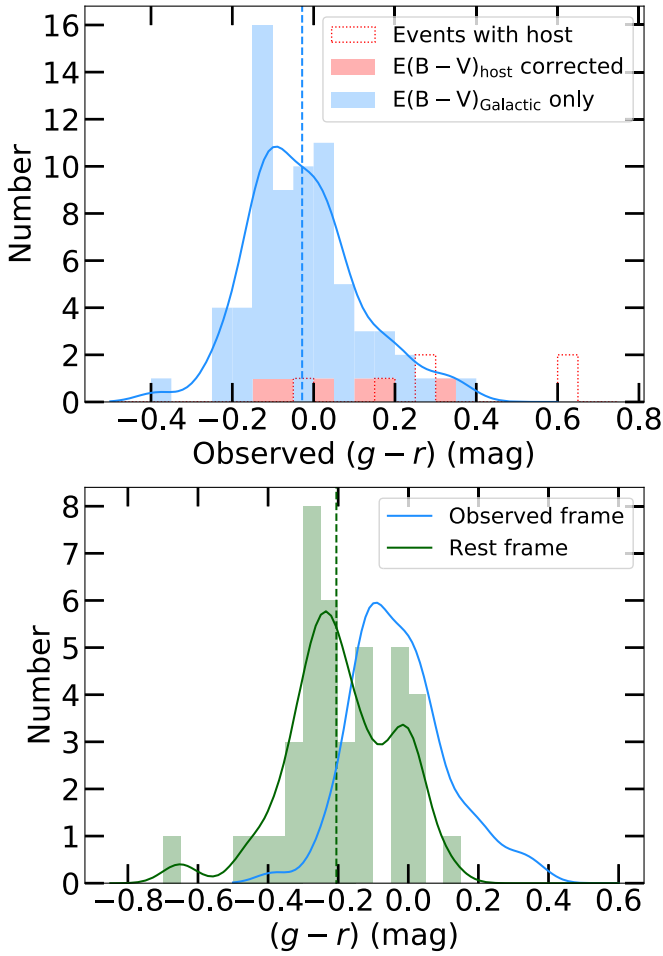 16
14
12
10
8
6
4
2
0
Number
Events with host
E(B − V)host corrected
E(B − V)Galactic only
−0.4 −0.2 0.0 0.2 0.4 0.6 0.8
Observed (g − r) (mag)
8
7
6
5
4
3
2
1
0
Number
Observed frame
Rest frame
−0.8 −0.6 −0.4 −0.2 0.0 0.2 0.4 0.6
(g − r) (mag)